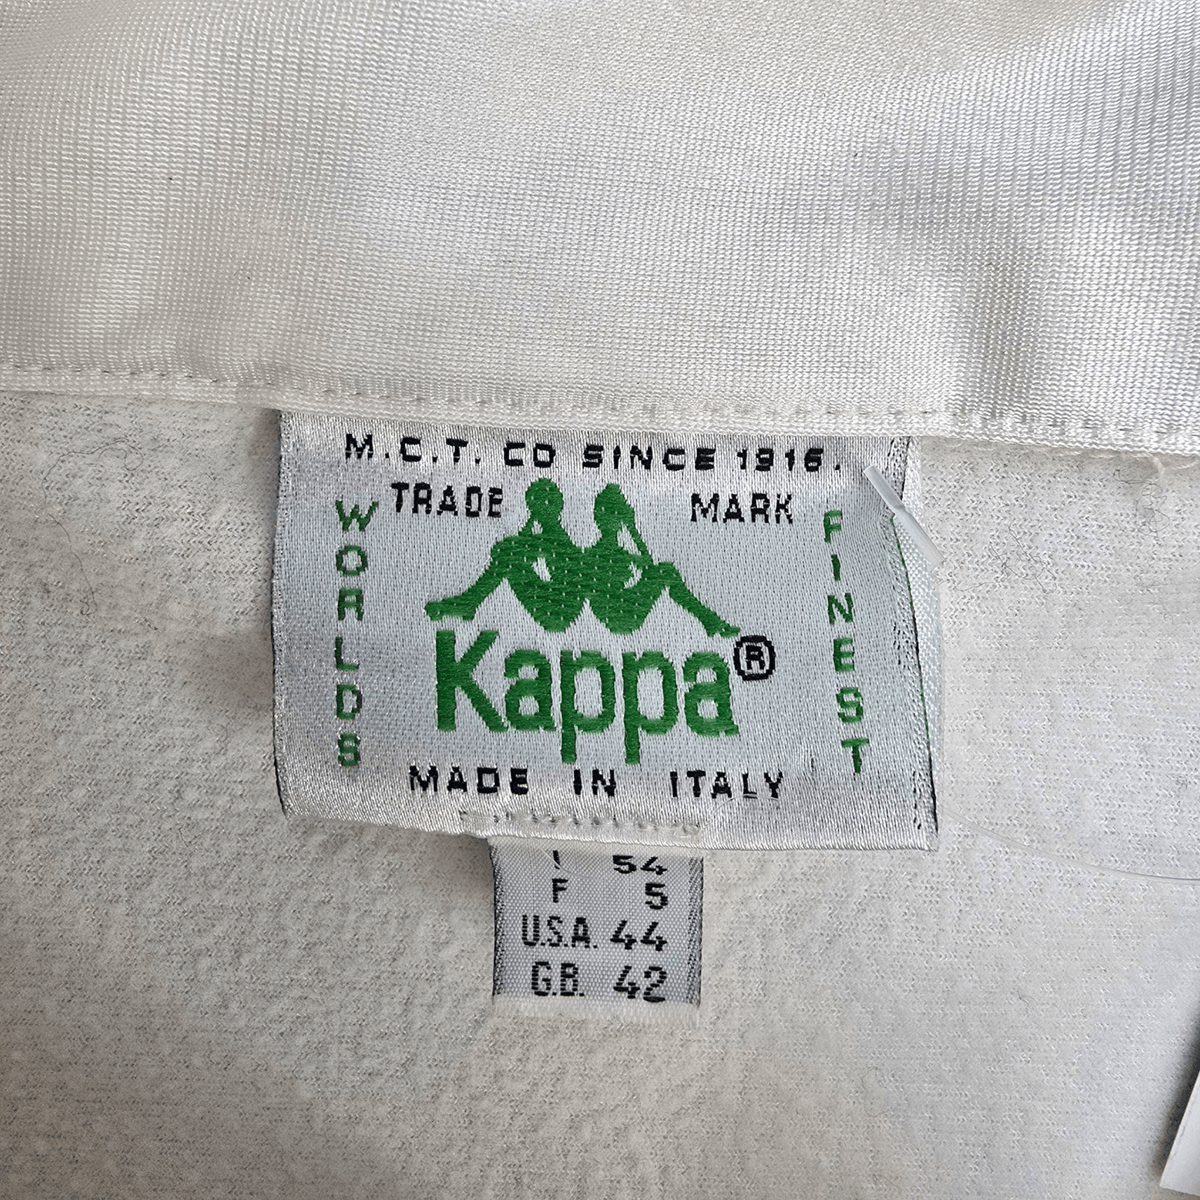 M.C.T. CO SINCE 1916.
TRADE MARK
WORLDS
FINEST
Kappa®
MADE IN ITALY
I 54
F 5
U.S.A. 44
G.B. 42